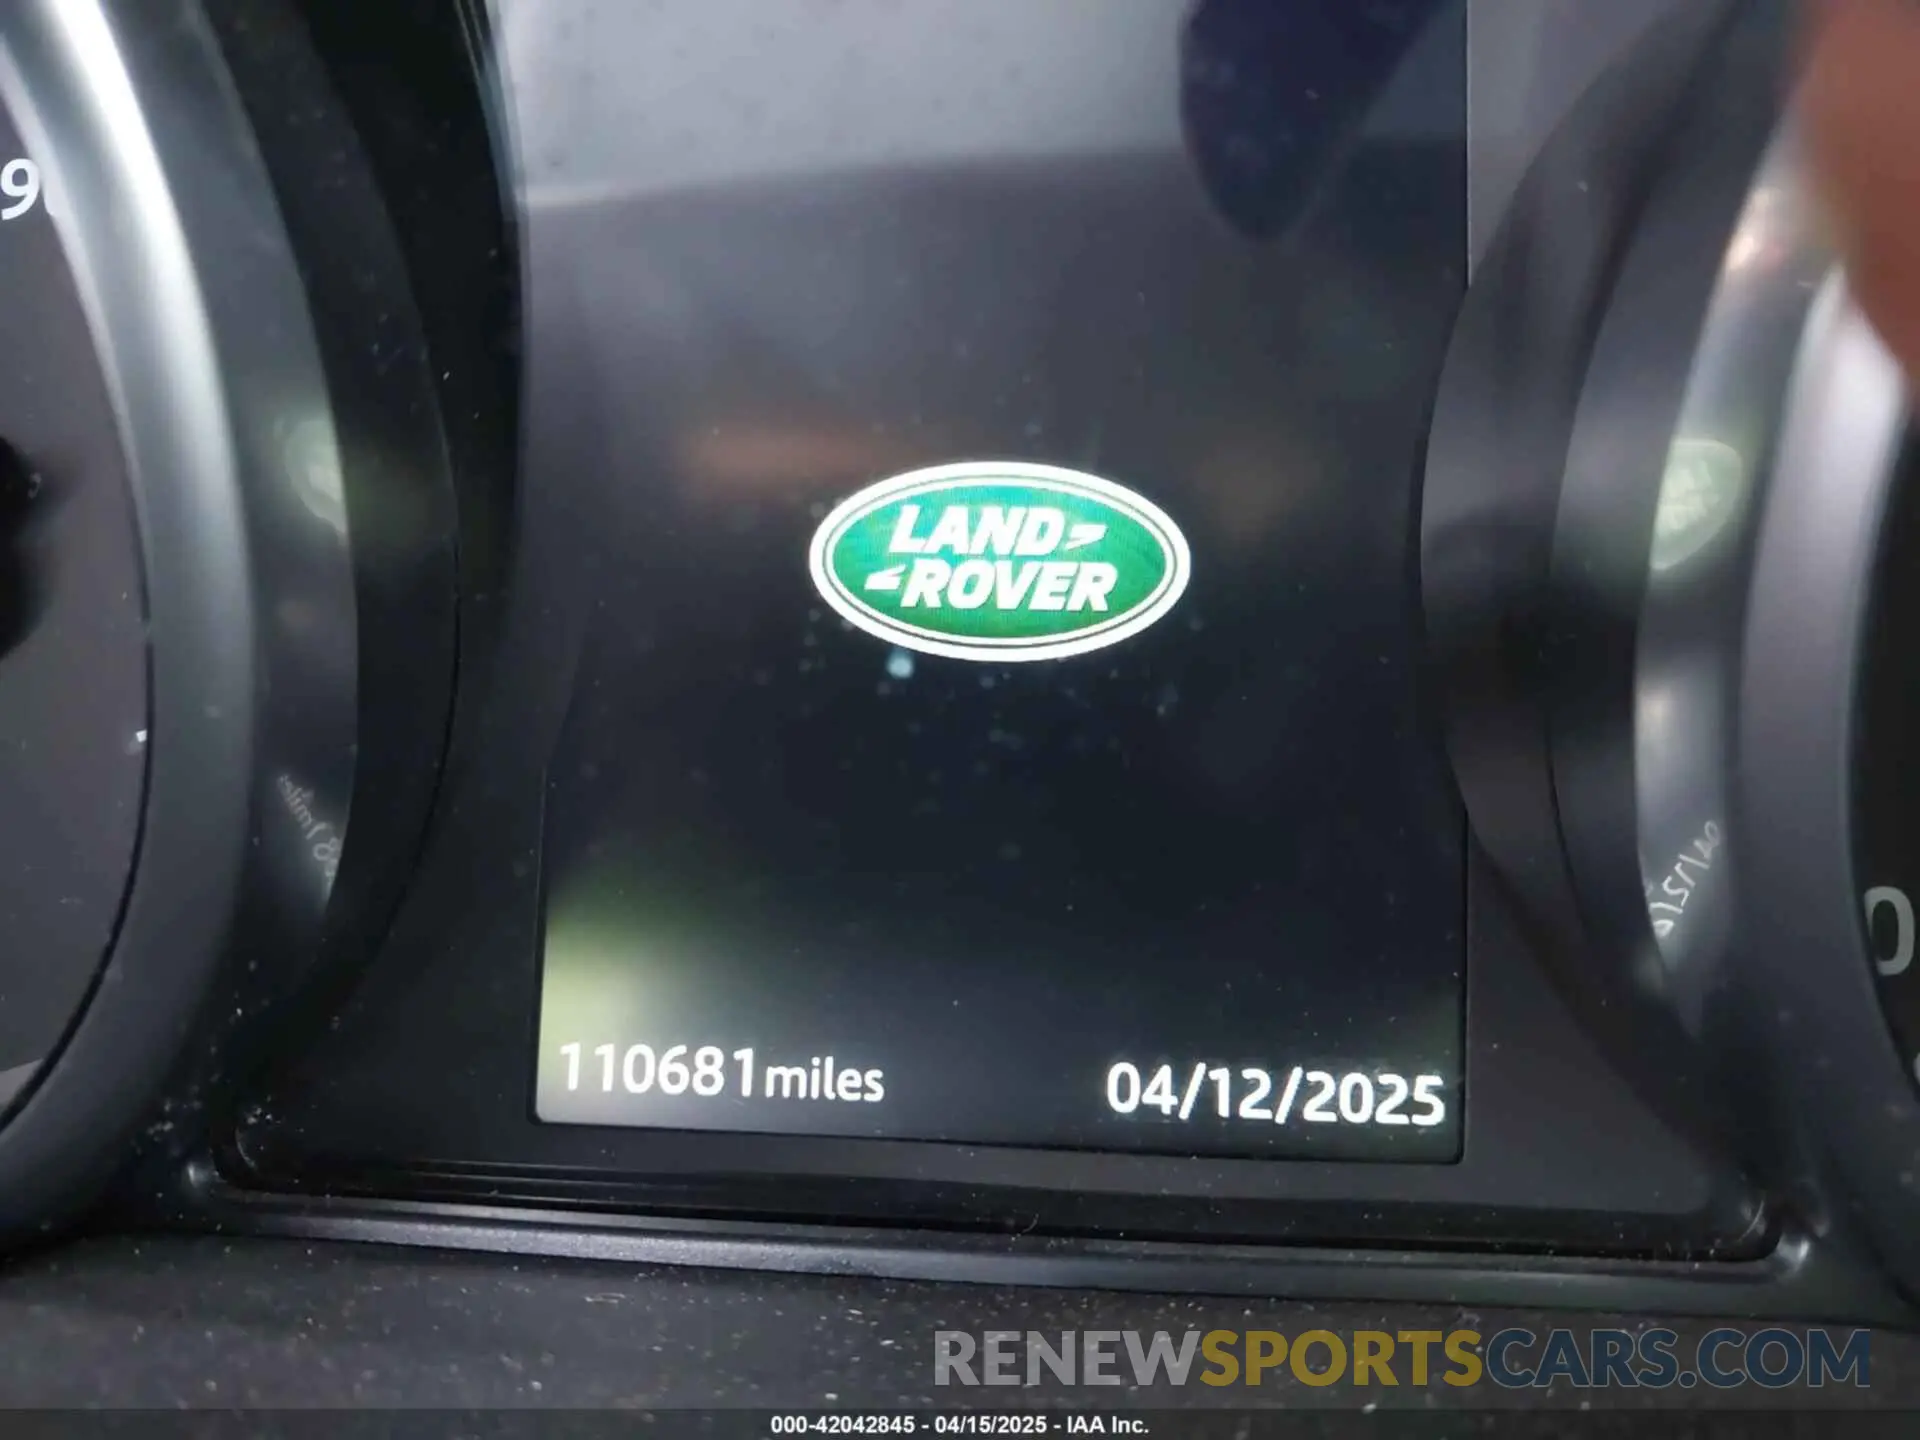 LAND
ROVER
110681miles
04/12/2025
RENEWSPORTSCARS.COM
000-42042845 - 04/15/2025 - IAA Inc.